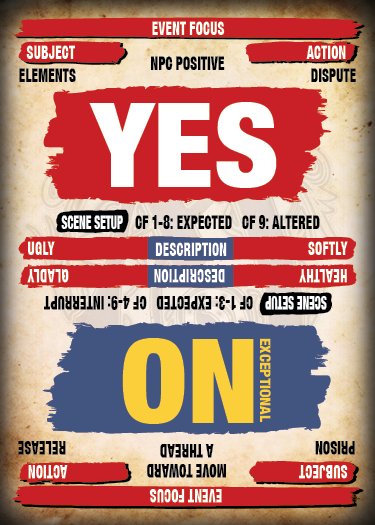 EVENT FOCUS
SUBJECT NPC POSITIVE ACTION
ELEMENTS DISPUTE
YES
SCENE SETUP CF 1-8: EXPECTED CF 9: ALTERED
UGLY DESCRIPTION SOFTLY
EVENT FOCUS
SUBJECT MOVE TOWARD ACTION
PRISON A THREAD RELEASE
EXCEPTIONAL
NO
SCENE SETUP CF 1-3: EXPECTED CF 4-9: INTERRUPT
HEALTHY DESCRIPTION GLADLY